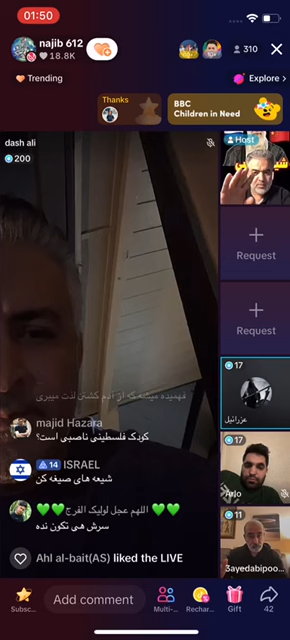 01:50
najib 612
18.8K
310
Trending
Explore >
Thanks
BBC
Children in Need
dash ali
200
Host
Request
Request
17
عزرائیل
17
Arlo
11
3ayedabipoo...
فهمیده میشه که از آدم کشتن لذت میبری
majid Hazara
کودک فلسطینی ناصبی است؟
14 ISRAEL
شیعه های صیغه کن
اللهم عجل لولیک الفرج
سرش هی تکون نده
Ahl al-bait(AS) liked the LIVE
Subsc...
Add comment
Multi-...
Rechar...
Gift
42